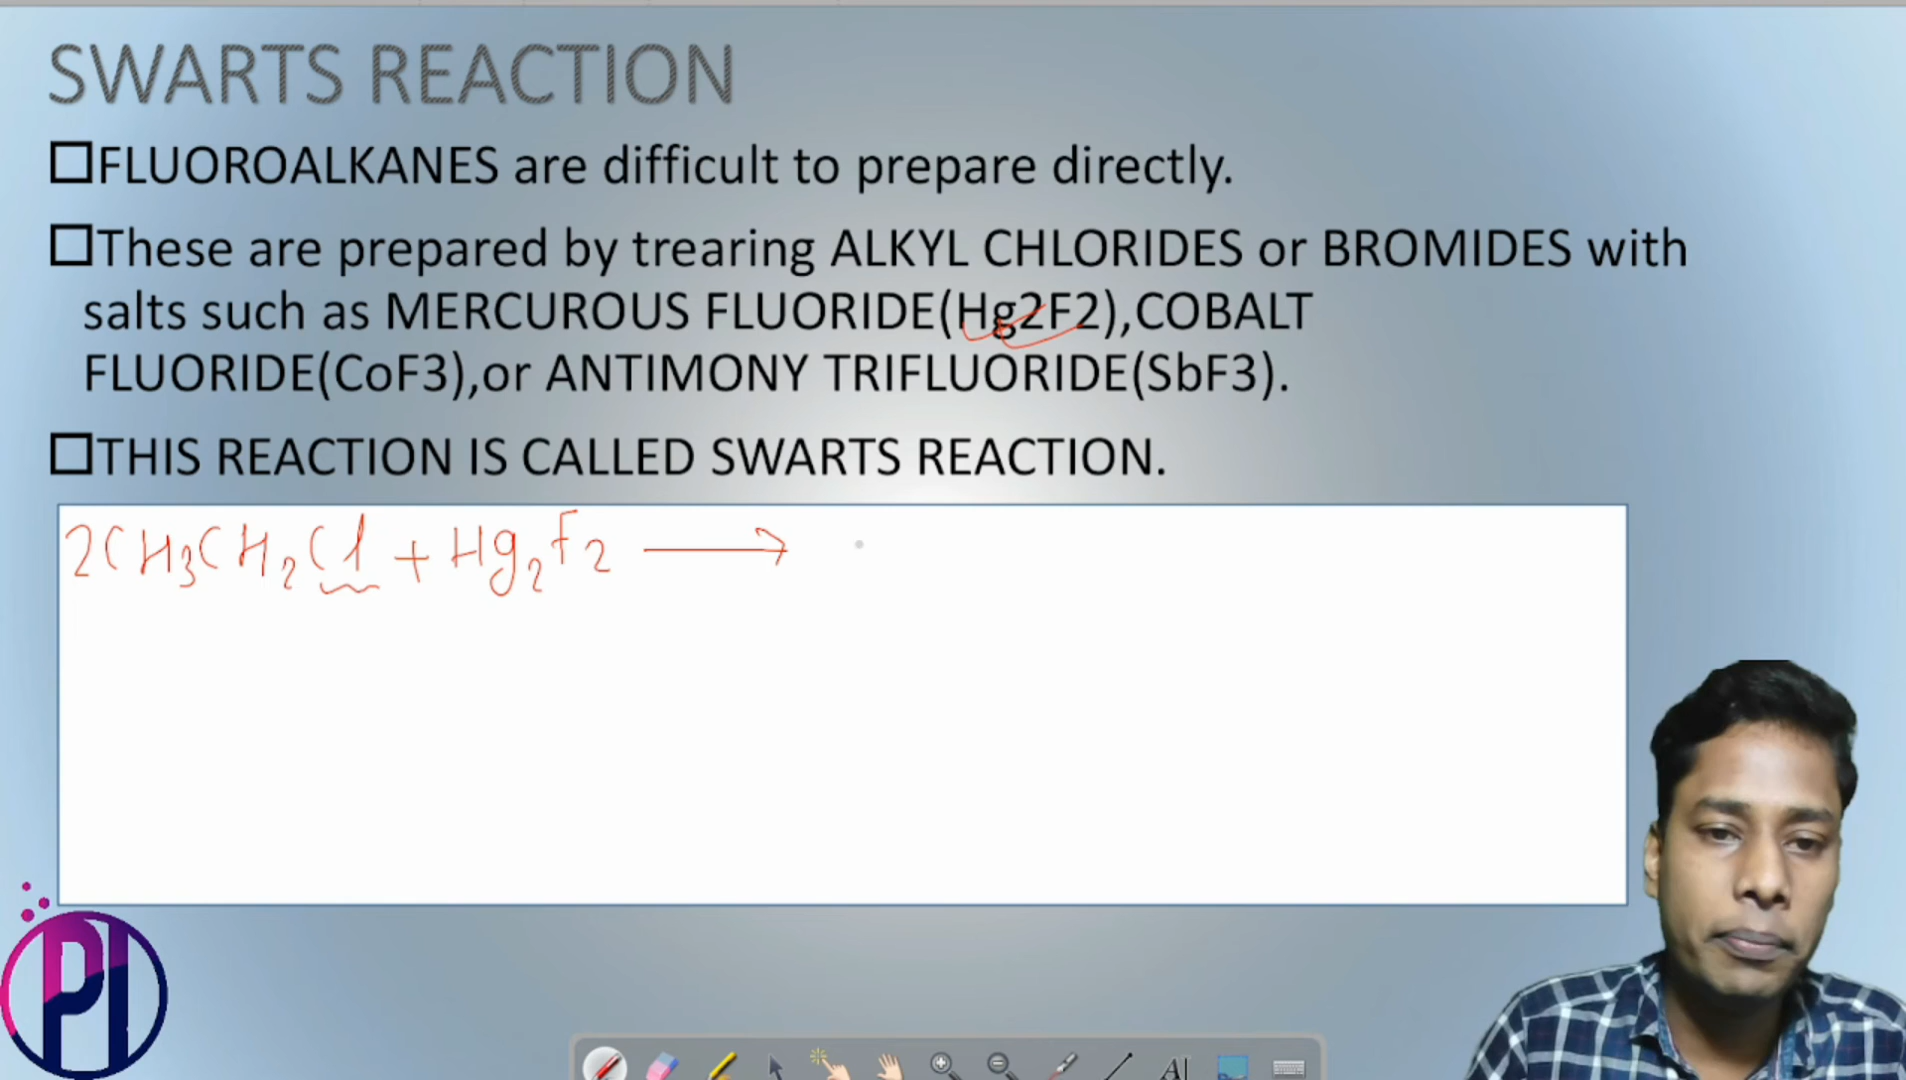 SWARTS REACTION
FLUOROALKANES are difficult to prepare directly.
These are prepared by trearing ALKYL CHLORIDES or BROMIDES with
salts such as MERCUROUS FLUORIDE(Hg2F2),COBALT
FLUORIDE(CoF3),or ANTIMONY TRIFLUORIDE(SbF3).
THIS REACTION IS CALLED SWARTS REACTION.
2CH₃CH₂Cl + Hg₂F₂ ⟶
PI
A